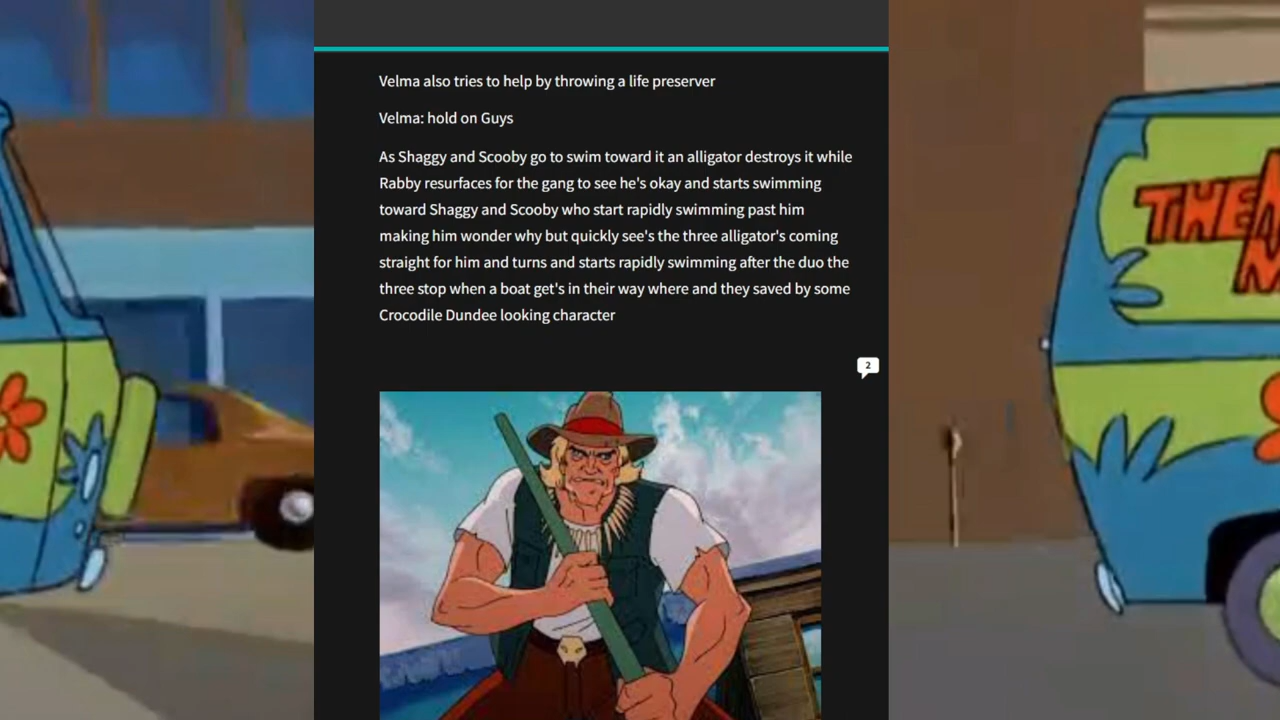 Velma also tries to help by throwing a life preserver
Velma: hold on Guys
As Shaggy and Scooby go to swim toward it an alligator destroys it while
Rabby resurfaces for the gang to see he's okay and starts swimming
toward Shaggy and Scooby who start rapidly swimming past him
making him wonder why but quickly see's the three alligator's coming
straight for him and turns and starts rapidly swimming after the duo the
three stop when a boat get's in their way where and they saved by some
Crocodile Dundee looking character
2
THE